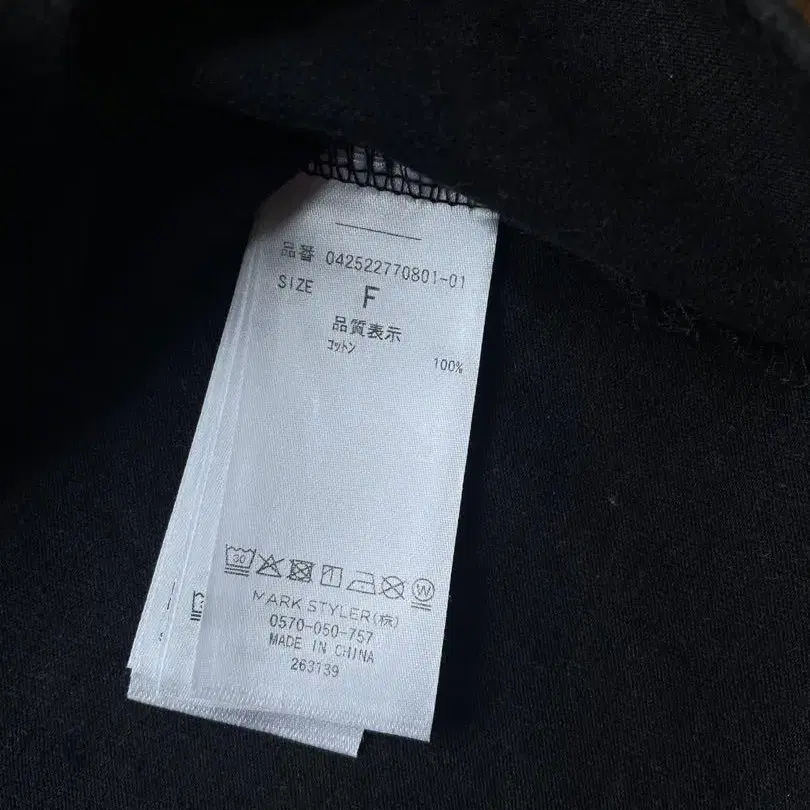 品番 042522770801-01
SIZE F
品質表示
コットン 100%
30 W
MARK STYLER(株)
0570-050-757
MADE IN CHINA
263139